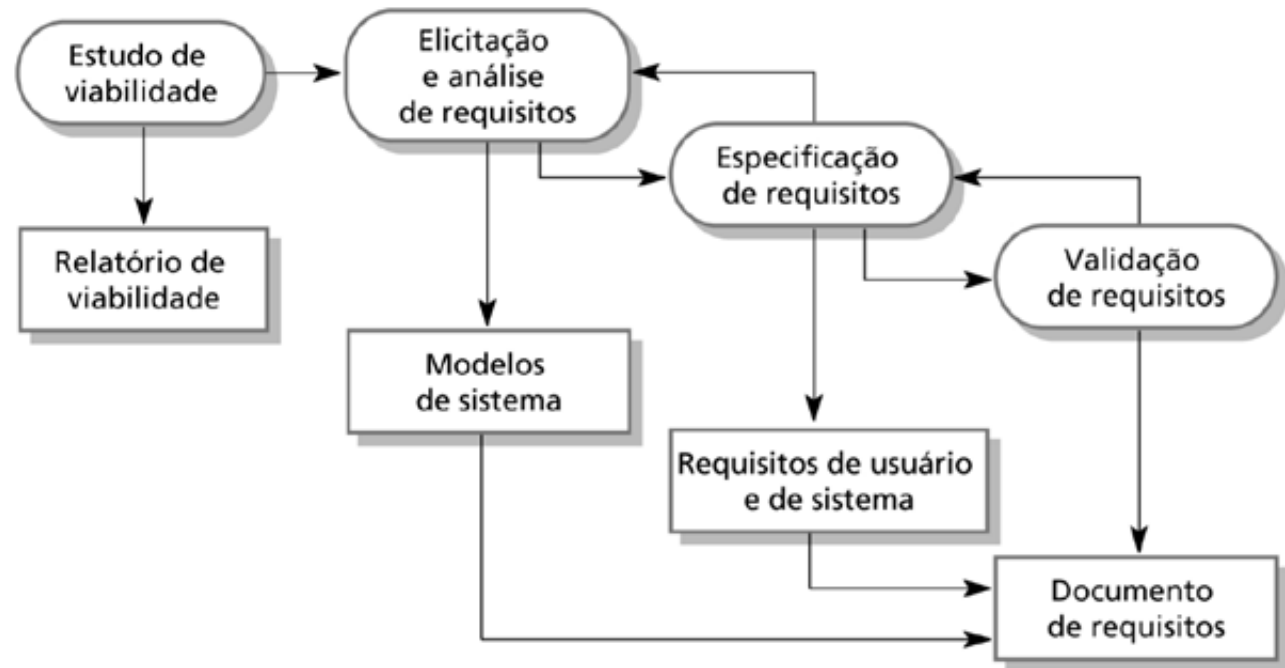 Estudo de
viabilidade
Elicitação
e análise
de requisitos
Especificação
de requisitos
Validação
de requisitos
Relatório de
viabilidade
Modelos
de sistema
Requisitos de usuário
e de sistema
Documento
de requisitos